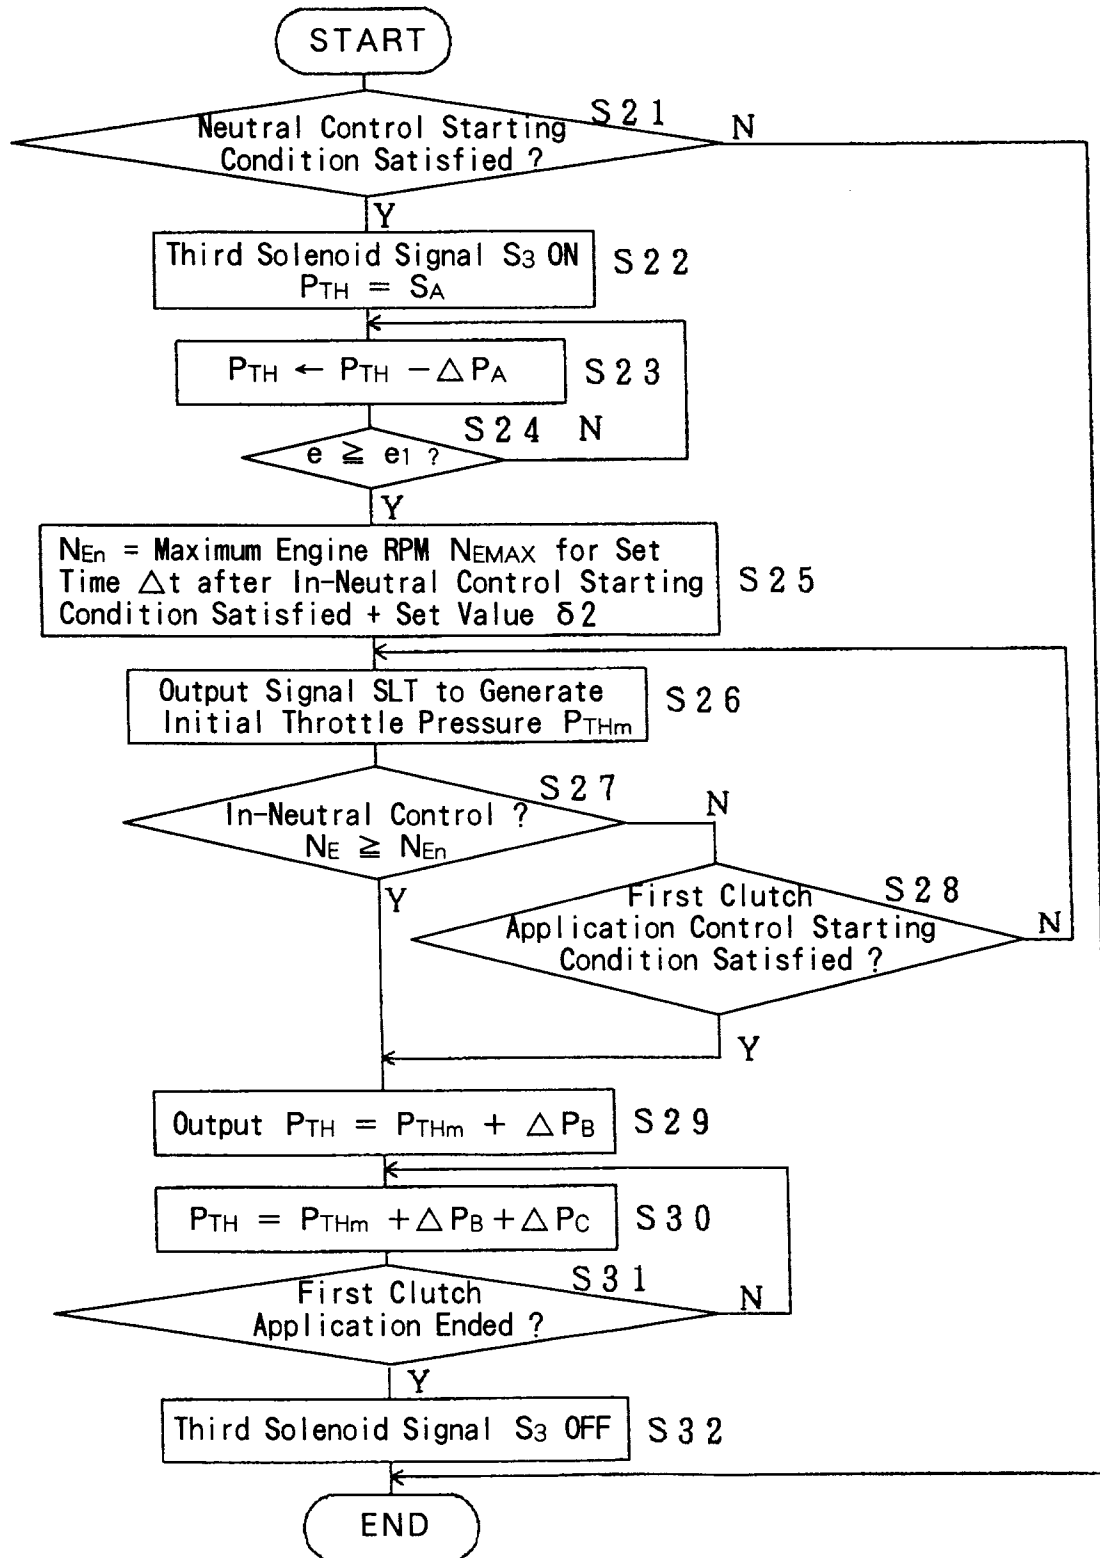 START
S21
N
Neutral Control Starting
Condition Satisfied ?
Y
Third Solenoid Signal S3 ON
PTH = SA
S22
PTH ← PTH − △PA
S23
S24
N
e ≧ e1 ?
Y
NEn = Maximum Engine RPM NEMAX for Set
Time △t after In-Neutral Control Starting
Condition Satisfied + Set Value δ2
S25
Output Signal SLT to Generate
Initial Throttle Pressure PTHm
S26
S27
N
In-Neutral Control ?
NE ≧ NEn
Y
S28
First Clutch
Application Control Starting
Condition Satisfied ?
N
Y
Output PTH = PTHm + △PB
S29
PTH = PTHm + △PB + △PC
S30
S31
First Clutch
Application Ended ?
N
Y
Third Solenoid Signal S3 OFF
S32
END